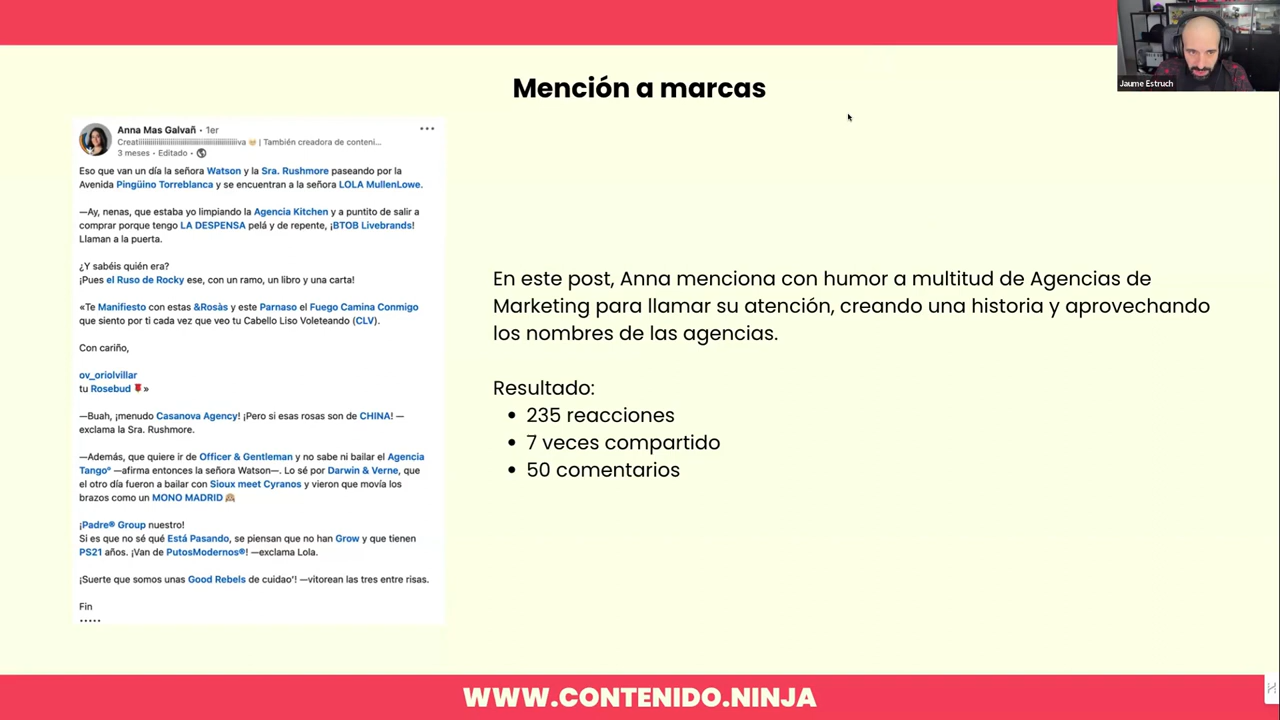 Jaume Estruch
Mención a marcas
Anna Mas Galvañ • 1er
| También creadora de conteni...
3 meses • Editado •
Eso que van un día la señora Watson y la Sra. Rushmore paseando por la
Avenida Pingüino Torreblanca y se encuentran a la señora LOLA MullenLowe.
—Ay, nenas, que estaba yo limpiando la Agencia Kitchen y a puntito de salir a
comprar porque tengo LA DESPENSA pelá y de repente, ¡BTOB Livebrands!
Llaman a la puerta.
¿Y sabéis quién era?
¡Pues el Ruso de Rocky ese, con un ramo, un libro y una carta!
«Te Manifiesto con estas &Rosàs y este Parnaso el Fuego Camina Conmigo
que siento por ti cada vez que veo tu Cabello Liso Voleteando (CLV).
Con cariño,
ov_oriolvillar
tu Rosebud 🌹»
—Buah, ¡menudo Casanova Agency! ¡Pero si esas rosas son de CHINA! —
exclama la Sra. Rushmore.
—Además, que quiere ir de Officer & Gentleman y no sabe ni bailar el Agencia
Tango° —afirma entonces la señora Watson—. Lo sé por Darwin & Verne, que
el otro día fueron a bailar con Sioux meet Cyranos y vieron que movía los
brazos como un MONO MADRID 🙈
¡Padre® Group nuestro!
Si es que no sé qué Está Pasando, se piensan que no han Grow y que tienen
PS21 años. ¡Van de PutosModernos®! —exclama Lola.
¡Suerte que somos unas Good Rebels de cuidao'! —vitorean las tres entre risas.
Fin
•••••
En este post, Anna menciona con humor a multitud de Agencias de
Marketing para llamar su atención, creando una historia y aprovechando
los nombres de las agencias.
Resultado:
• 235 reacciones
• 7 veces compartido
• 50 comentarios
WWW.CONTENIDO.NINJA